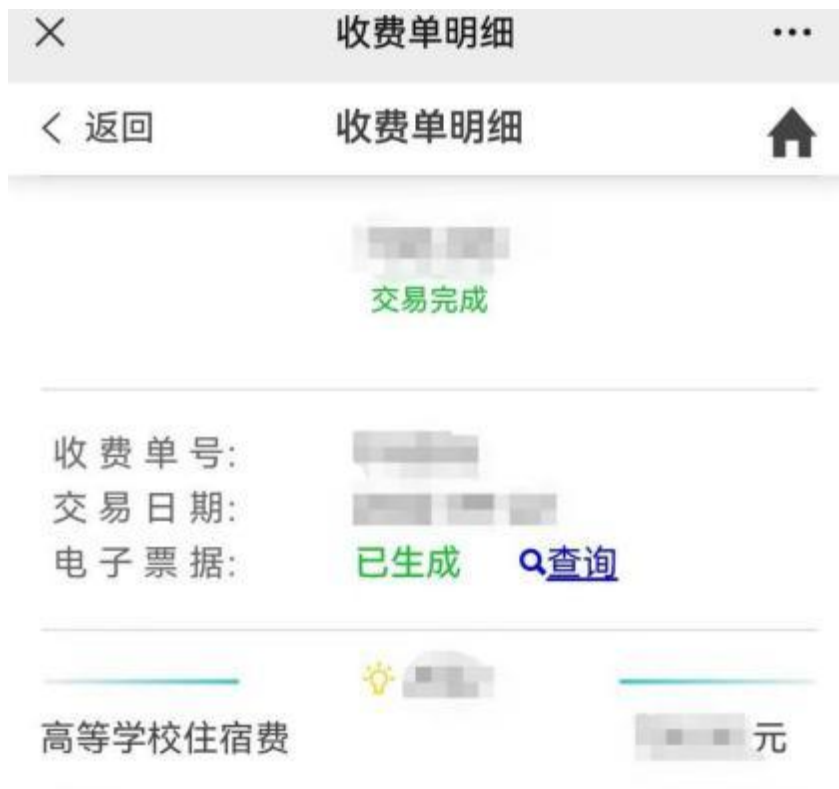 收费单明细
返回 收费单明细
交易完成
收费单号:
交易日期:
电子票据: 已生成 查询
高等学校住宿费 元